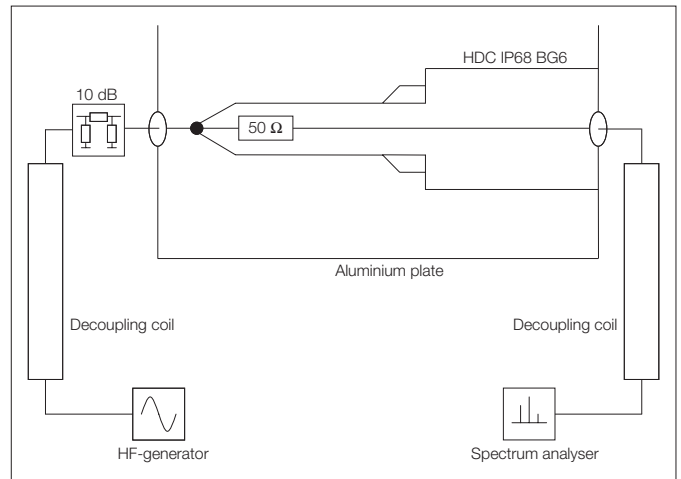 HDC IP68 BG6
10 dB
50 Ω
Aluminium plate
Decoupling coil
Decoupling coil
HF-generator
Spectrum analyser